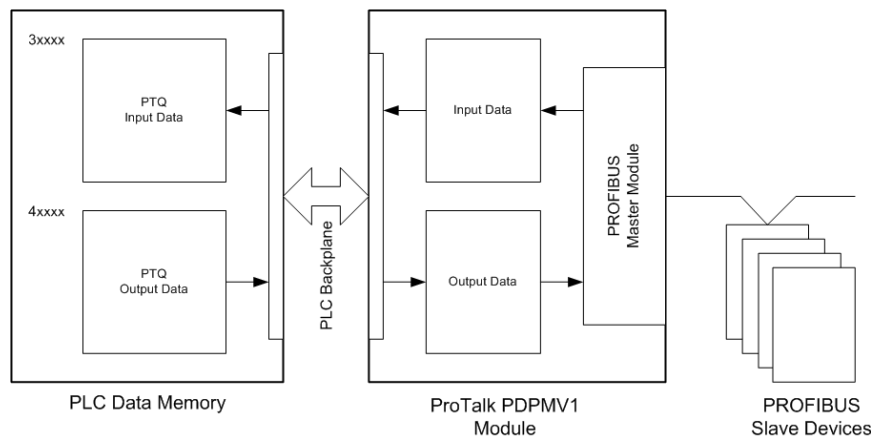 3xxxx
PTQ
Input Data
4xxxx
PTQ
Output Data
PLC Data Memory
PLC Backplane
Input Data
Output Data
PROFIBUS
Master Module
ProTalk PDPMV1
Module
PROFIBUS
Slave Devices